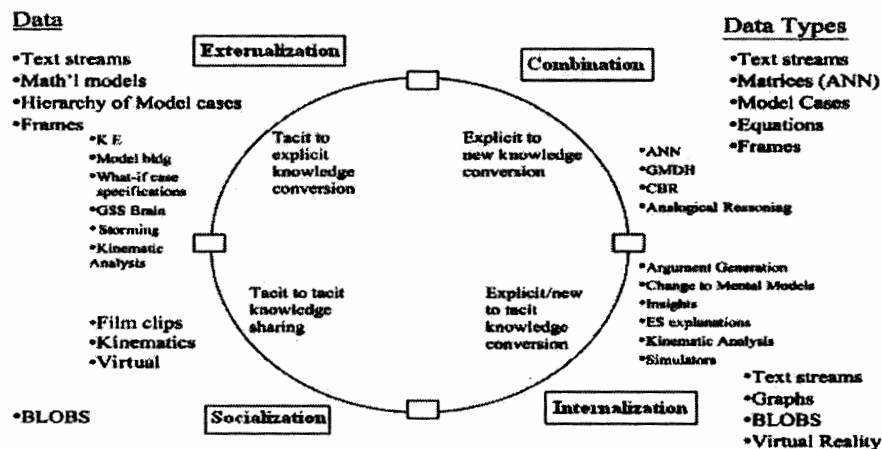 Data
Externalization
•Text streams
•Math'l models
•Hierarchy of Model cases
•Frames
•K E
•Model bldg
•What-if case
specifications
•GSS Brain
•Storming
•Kinematic
Analysis
Tacit to
explicit
knowledge
conversion
Combination
Explicit to
new knowledge
conversion
Data Types
•Text streams
•Matrices (ANN)
•Model Cases
•Equations
•Frames
•ANN
•GMDH
•CBR
•Analogical Reasoning
Tacit to tacit
knowledge
sharing
•Film clips
•Kinematics
•Virtual
•BLOBS
Socialization
Explicit/new
to tacit
knowledge
conversion
•Argument Generation
•Change to Mental Models
•Insights
•ES explanations
•Kinematic Analysis
•Simulators
Internalization
•Text streams
•Graphs
•BLOBS
•Virtual Reality